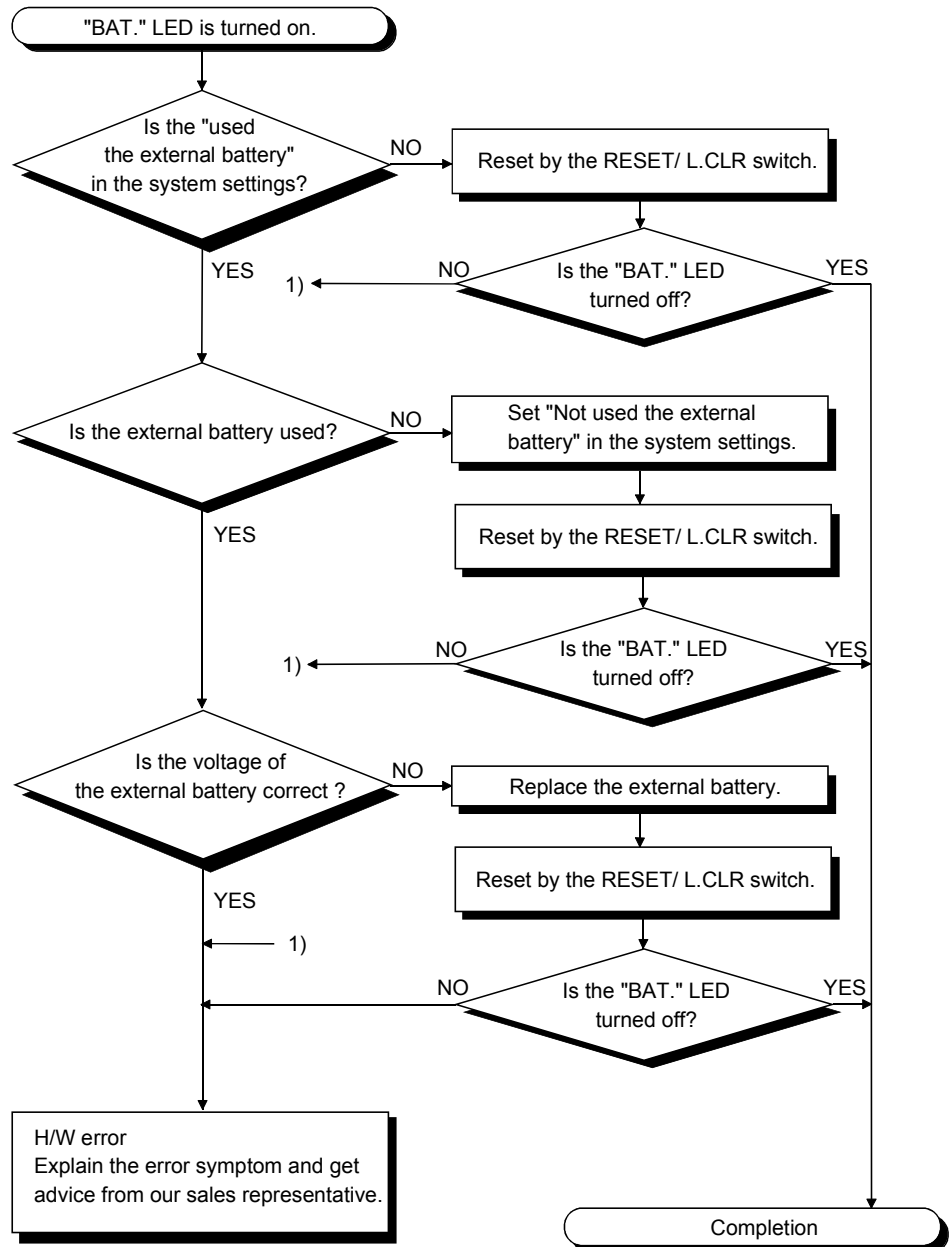 "BAT." LED is turned on.
Is the "used
the external battery"
in the system settings?
NO
Reset by the RESET/ L.CLR switch.
YES
1)
NO
Is the "BAT." LED
turned off?
YES
Is the external battery used?
NO
Set "Not used the external
battery" in the system settings.
YES
Reset by the RESET/ L.CLR switch.
1)
NO
Is the "BAT." LED
turned off?
YES
Is the voltage of
the external battery correct ?
NO
Replace the external battery.
Reset by the RESET/ L.CLR switch.
YES
1)
NO
Is the "BAT." LED
turned off?
YES
H/W error
Explain the error symptom and get
advice from our sales representative.
Completion